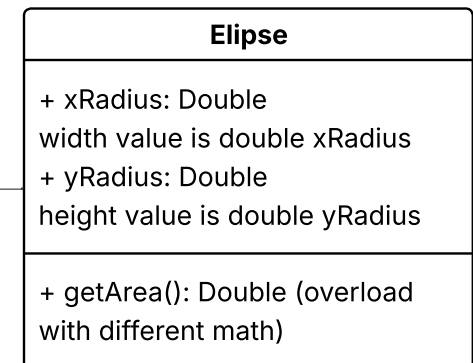 Elipse
+ xRadius: Double
width value is double xRadius
+ yRadius: Double
height value is double yRadius
+ getArea(): Double (overload
with different math)